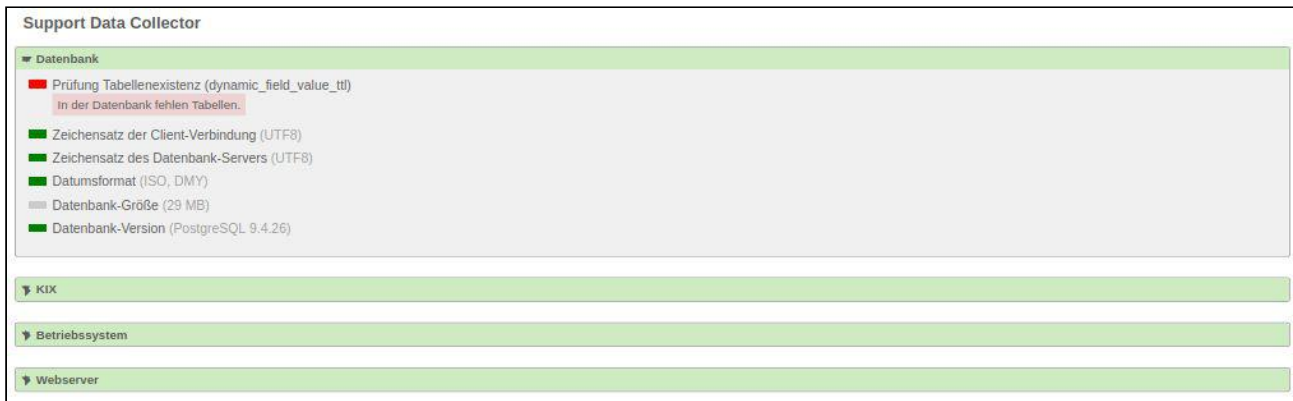 Support Data Collector
Datenbank
Prüfung Tabellenexistenz (dynamic_field_value_ttl)
In der Datenbank fehlen Tabellen.
Zeichensatz der Client-Verbindung (UTF8)
Zeichensatz des Datenbank-Servers (UTF8)
Datumsformat (ISO, DMY)
Datenbank-Größe (29 MB)
Datenbank-Version (PostgreSQL 9.4.26)
KIX
Betriebssystem
Webserver